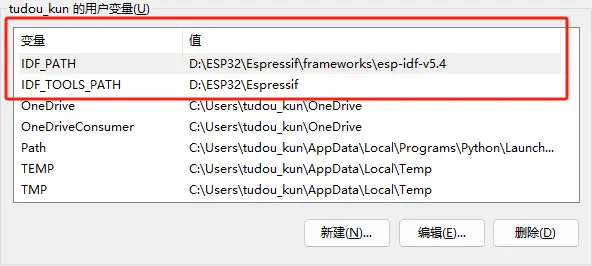 tudou_kun 的用户变量(U)
变量 值
IDF_PATH D:\ESP32\Espressif\frameworks\esp-idf-v5.4
IDF_TOOLS_PATH D:\ESP32\Espressif
OneDrive C:\Users\tudou_kun\OneDrive
OneDriveConsumer C:\Users\tudou_kun\OneDrive
Path C:\Users\tudou_kun\AppData\Local\Programs\Python\Launch...
TEMP C:\Users\tudou_kun\AppData\Local\Temp
TMP C:\Users\tudou_kun\AppData\Local\Temp
新建(N)... 编辑(E)... 删除(D)